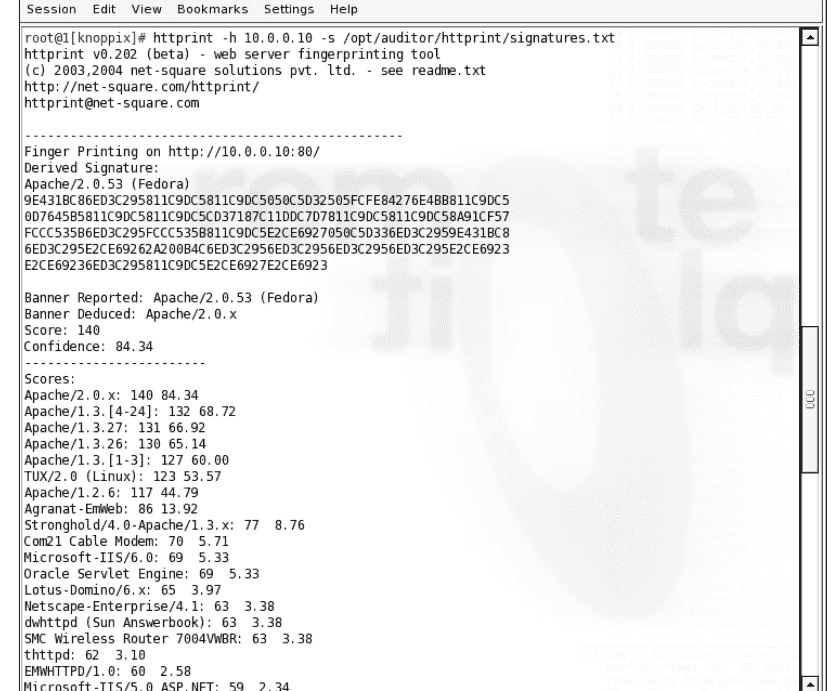 Session Edit View Bookmarks Settings Help
root@1[knoppix]# httprint -h 10.0.0.10 -s /opt/auditor/httprint/signatures.txt
httprint v0.202 (beta) - web server fingerprinting tool
(c) 2003,2004 net-square solutions pvt. ltd. - see readme.txt
http://net-square.com/httprint/
httprint@net-square.com
--------------------------------------------------
Finger Printing on http://10.0.0.10:80/
Derived Signature:
Apache/2.0.53 (Fedora)
9E431BC86ED3C295811C9DC5811C9DC5050C5D32505FCFE84276E4BB811C9DC5
0D7645B5811C9DC5811C9DC5CD37187C11DDC7D7811C9DC5811C9DC58A91CF57
FCCC535B6ED3C295FCCC535B811C9DC5E2CE6927050C5D336ED3C2959E431BC8
6ED3C295E2CE69262A200B4C6ED3C2956ED3C2956ED3C2956ED3C295E2CE6923
E2CE69236ED3C295811C9DC5E2CE6927E2CE6923
Banner Reported: Apache/2.0.53 (Fedora)
Banner Deduced: Apache/2.0.x
Score: 140
Confidence: 84.34
------------------------
Scores:
Apache/2.0.x: 140 84.34
Apache/1.3.[4-24]: 132 68.72
Apache/1.3.27: 131 66.92
Apache/1.3.26: 130 65.14
Apache/1.3.[1-3]: 127 60.00
TUX/2.0 (Linux): 123 53.57
Apache/1.2.6: 117 44.79
Agranat-EmWeb: 86 13.92
Stronghold/4.0-Apache/1.3.x: 77 8.76
Com21 Cable Modem: 70 5.71
Microsoft-IIS/6.0: 69 5.33
Oracle Servlet Engine: 69 5.33
Lotus-Domino/6.x: 65 3.97
Netscape-Enterprise/4.1: 63 3.38
dwhttpd (Sun Answerbook): 63 3.38
SMC Wireless Router 7004VWBR: 63 3.38
thttpd: 62 3.10
EMWHTTPD/1.0: 60 2.58
Microsoft-IIS/5.0 ASP.NET: 59 2.34